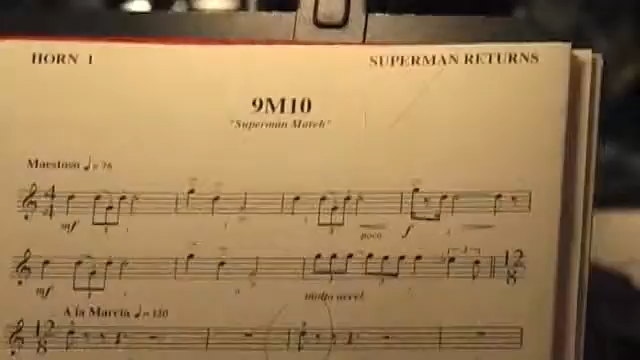 HORN 1 SUPERMAN RETURNS
9M10
"Superman March"
Maestoso ♩ = 76
mf poco f
mf molto accel.
A la Marcia ♩ = 120